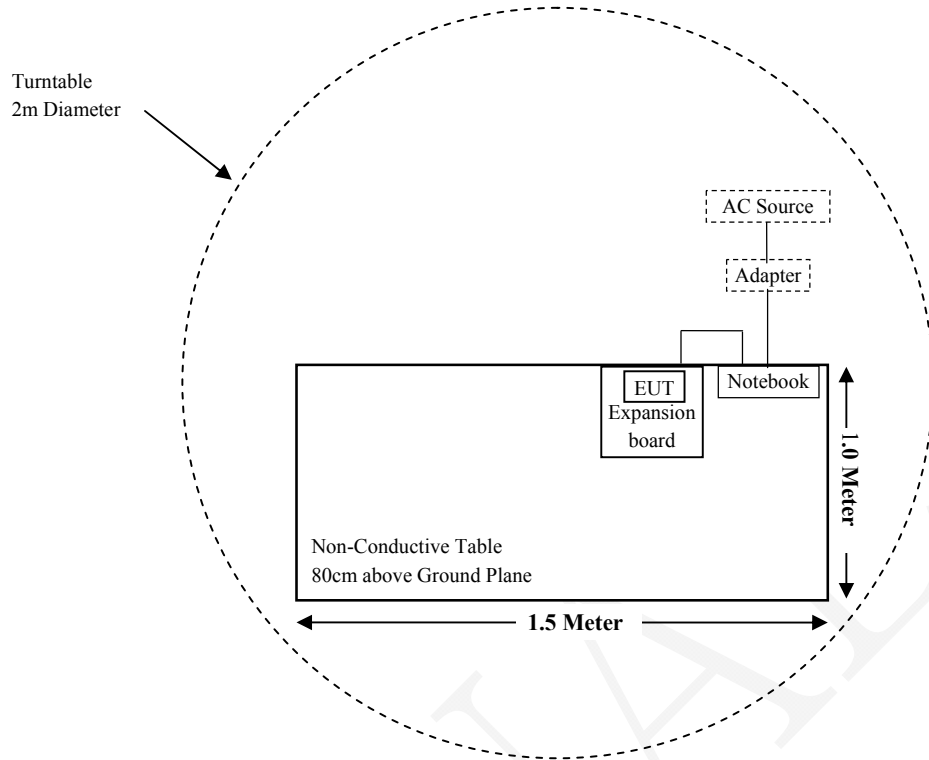 Turntable
2m Diameter
AC Source
Adapter
EUT
Notebook
Expansion
board
1.0 Meter
Non-Conductive Table
80cm above Ground Plane
1.5 Meter